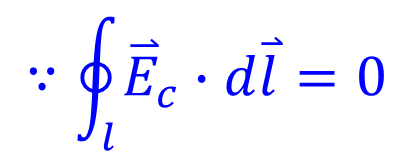 ∵ ∮_l E⃗_c · dl⃗ = 0